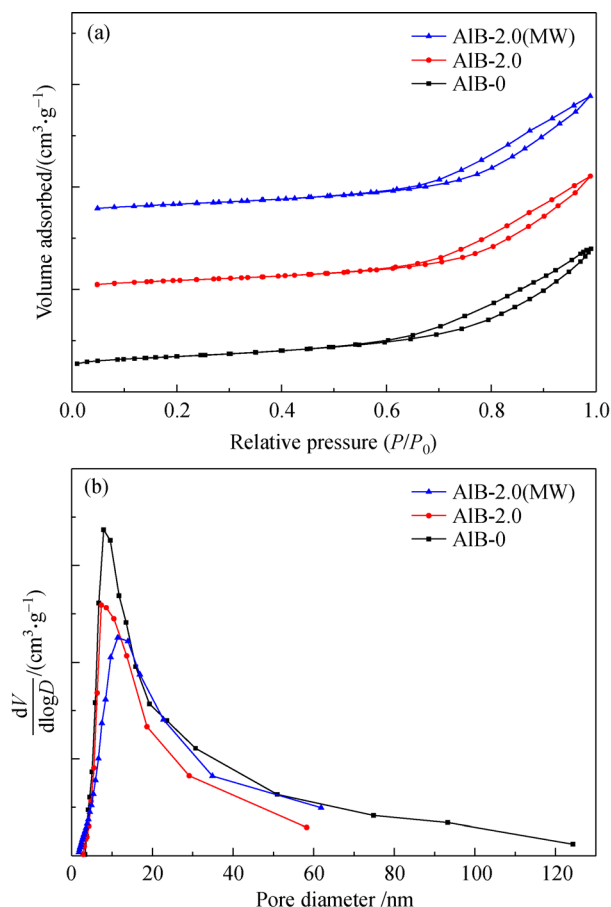 (a)
AlB-2.0(MW)
AlB-2.0
AlB-0
Volume adsorbed/(cm³·g⁻¹)
0.0 0.2 0.4 0.6 0.8 1.0
Relative pressure (P/P₀)
(b)
AlB-2.0(MW)
AlB-2.0
AlB-0
dV/dlogD /(cm³·g⁻¹)
0 20 40 60 80 100 120
Pore diameter /nm